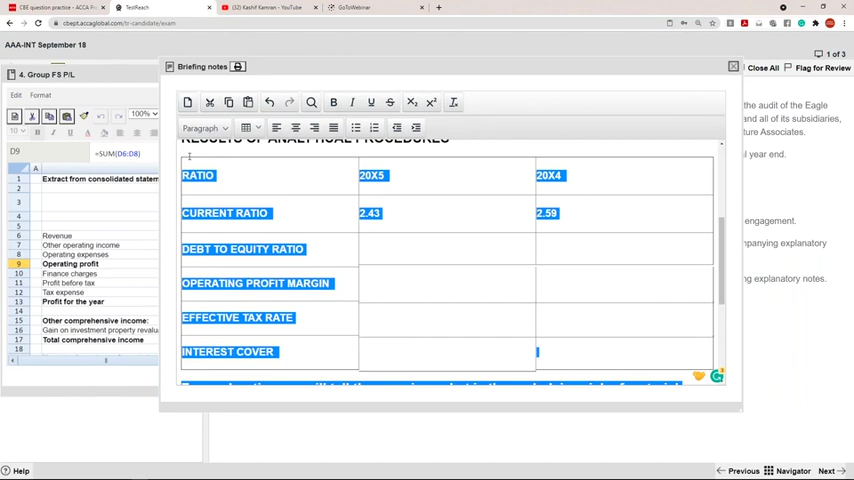 CBE question practice - ACCA Pro
TestReach
(32) Kashif Kamran - YouTube
GoToWebinar
cbept.accaglobal.com/tr-candidate/exam
AAA-INT September 18
1 of 3
4. Group FS P/L
Briefing notes
Close All
Flag for Review
Edit Format
100%
10
D9
=SUM(D6:D8)
A
1 Extract from consolidated statem
2
3
4
5
6 Revenue
7 Other operating income
8 Operating expenses
9 Operating profit
10 Finance charges
11 Profit before tax
12 Tax expense
13 Profit for the year
14
15 Other comprehensive income:
16 Gain on investment property revalua
17 Total comprehensive income
18
Paragraph
RESULTS OF ANALYTICAL PROCEDURES
RATIO 20X5 20X4
CURRENT RATIO 2.43 2.59
DEBT TO EQUITY RATIO
OPERATING PROFIT MARGIN
EFFECTIVE TAX RATE
INTEREST COVER
the audit of the Eagle
and all of its subsidiaries,
ture Associates.
l year end.
engagement.
mpanying explanatory
ng explanatory notes.
Help
Previous
Navigator
Next